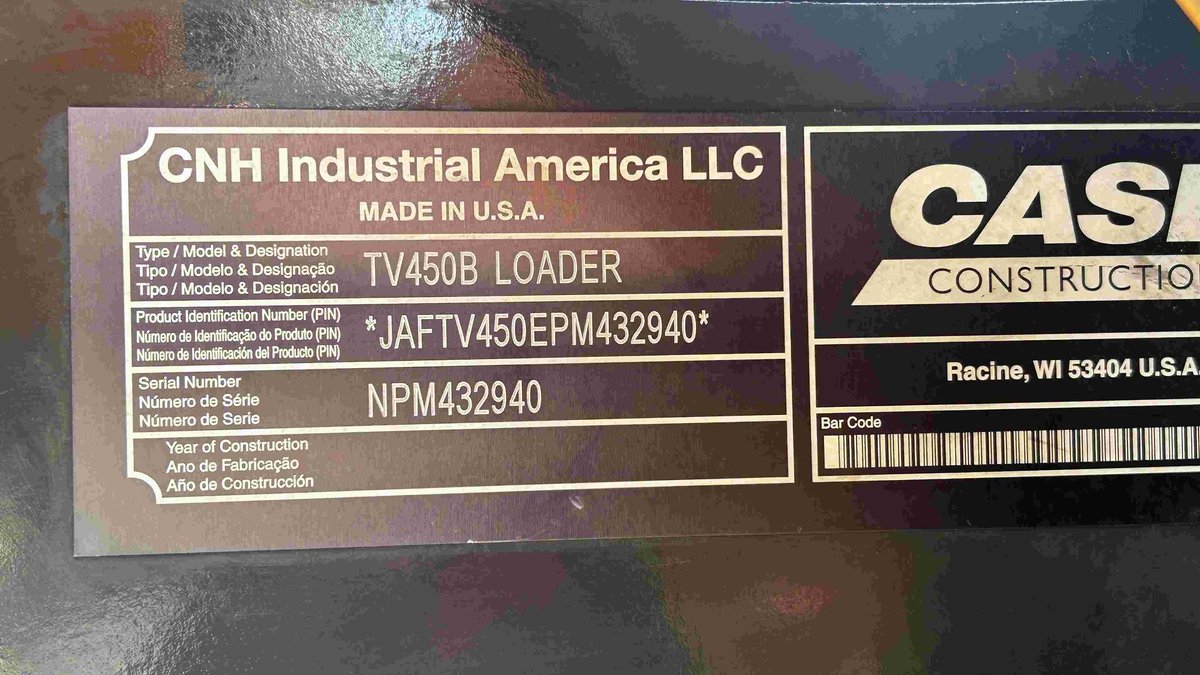 CNH Industrial America LLC
MADE IN U.S.A.
Type / Model & Designation
Tipo / Modelo & Designação
Tipo / Modelo & Designación
TV450B LOADER
Product Identification Number (PIN)
Número de Identificação do Produto (PIN)
Número de Identificación del Producto (PIN)
*JAFTV450EPM432940*
Serial Number
Número de Série
Número de Serie
NPM432940
Year of Construction
Ano de Fabricação
Año de Construcción
CAS
CONSTRUCTIO
Racine, WI 53404 U.S.A.
Bar Code